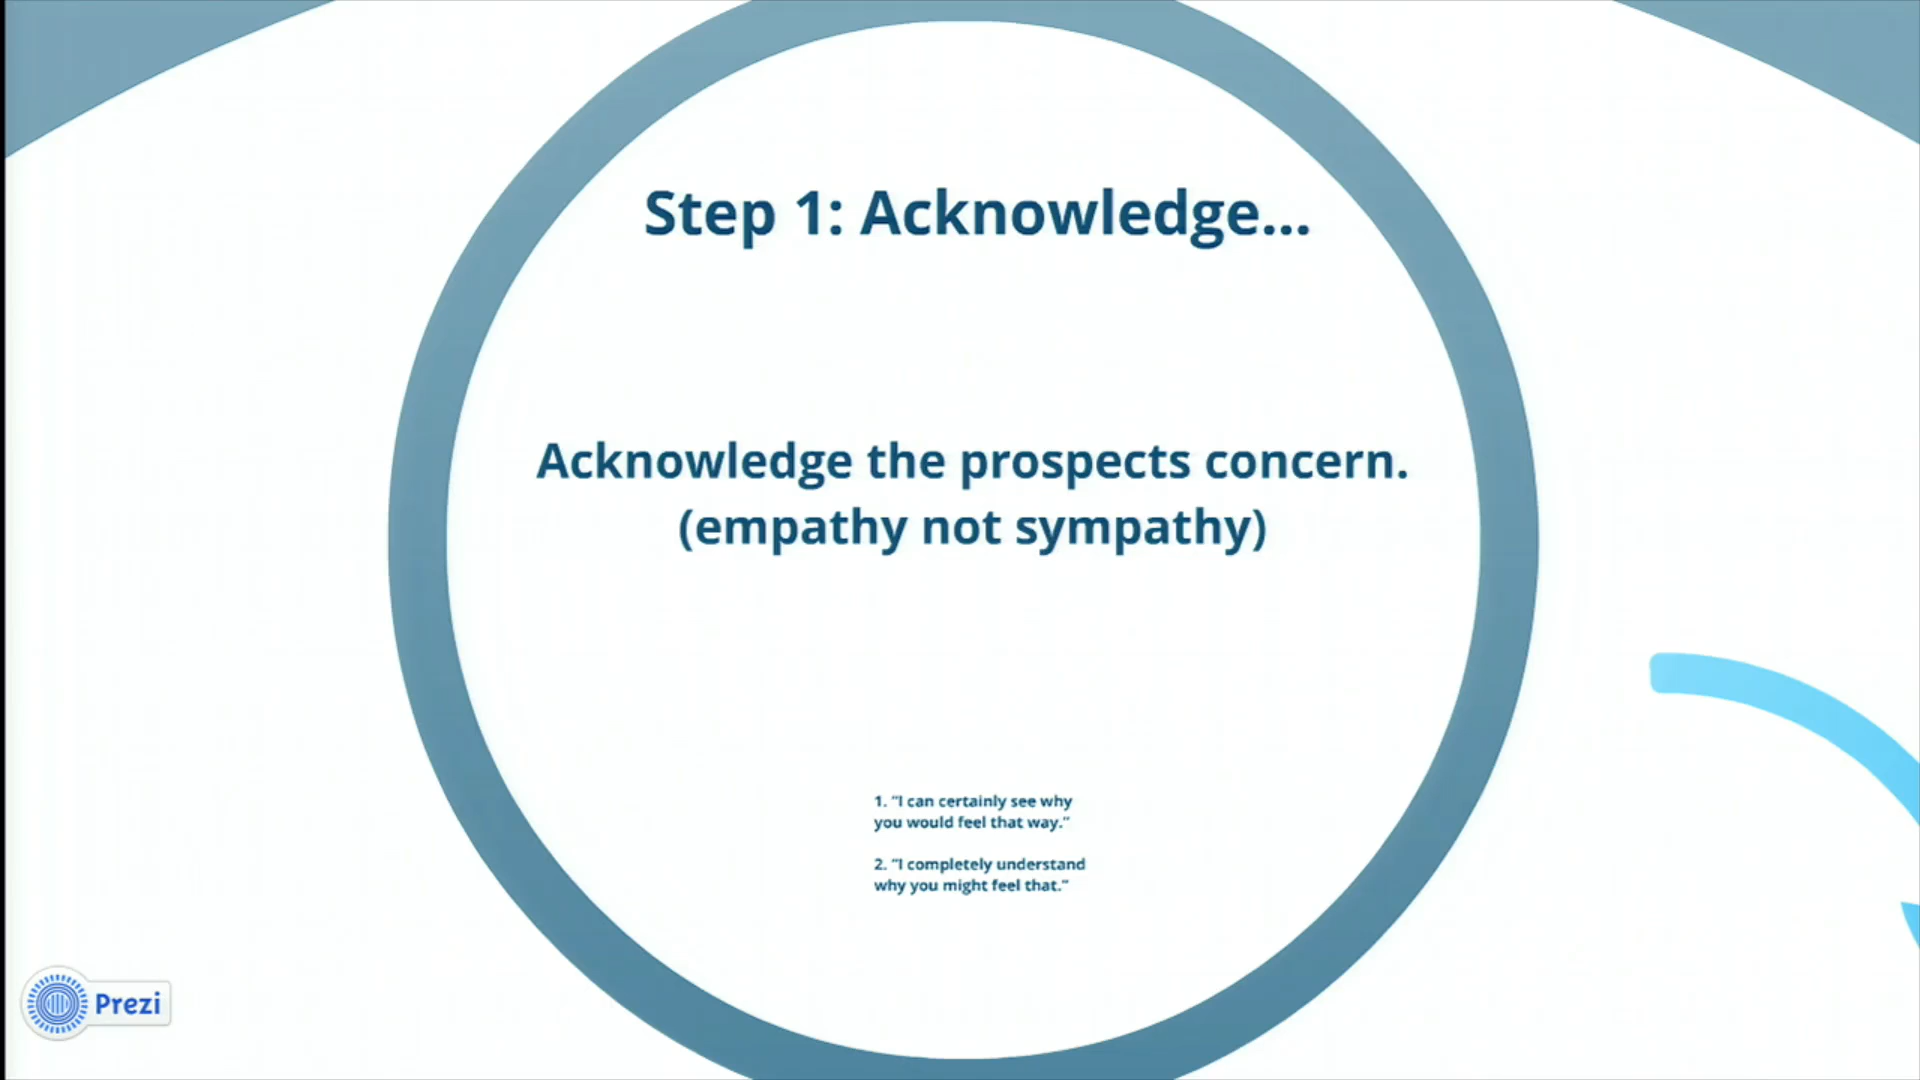 Step 1: Acknowledge...
Acknowledge the prospects concern.
(empathy not sympathy)
1. "I can certainly see why
you would feel that way."
2. "I completely understand
why you might feel that."
Prezi